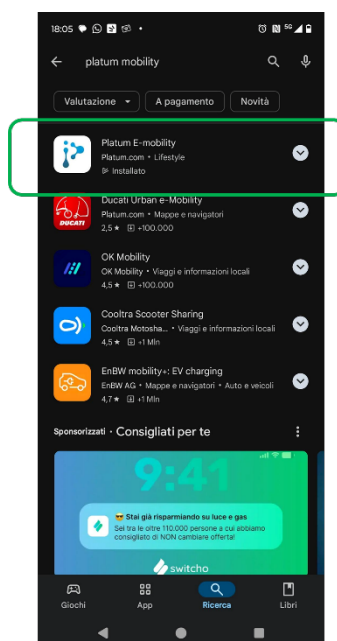 18:05
5G
platum mobility
Valutazione
A pagamento
Novità
Platum E-mobility
Platum.com • Lifestyle
Installato
DUCATI
Ducati Urban e-Mobility
Platum.com • Mappe e navigatori
2,5 ★ +100.000
OK Mobility
OK Mobility • Viaggi e informazioni locali
4,5 ★ +100.000
Cooltra Scooter Sharing
Cooltra Motosha... • Viaggi e informazioni locali
4,5 ★ +1 Mln
EnBW mobility+: EV charging
EnBW AG • Mappe e navigatori • Auto e veicoli
4,7 ★ +1 Mln
Sponsorizzati • Consigliati per te
9:41
Stai già risparmiando su luce e gas
Sei tra le oltre 110.000 persone a cui abbiamo
consigliato di NON cambiare offerta!
switcho
Giochi
App
Ricerca
Libri